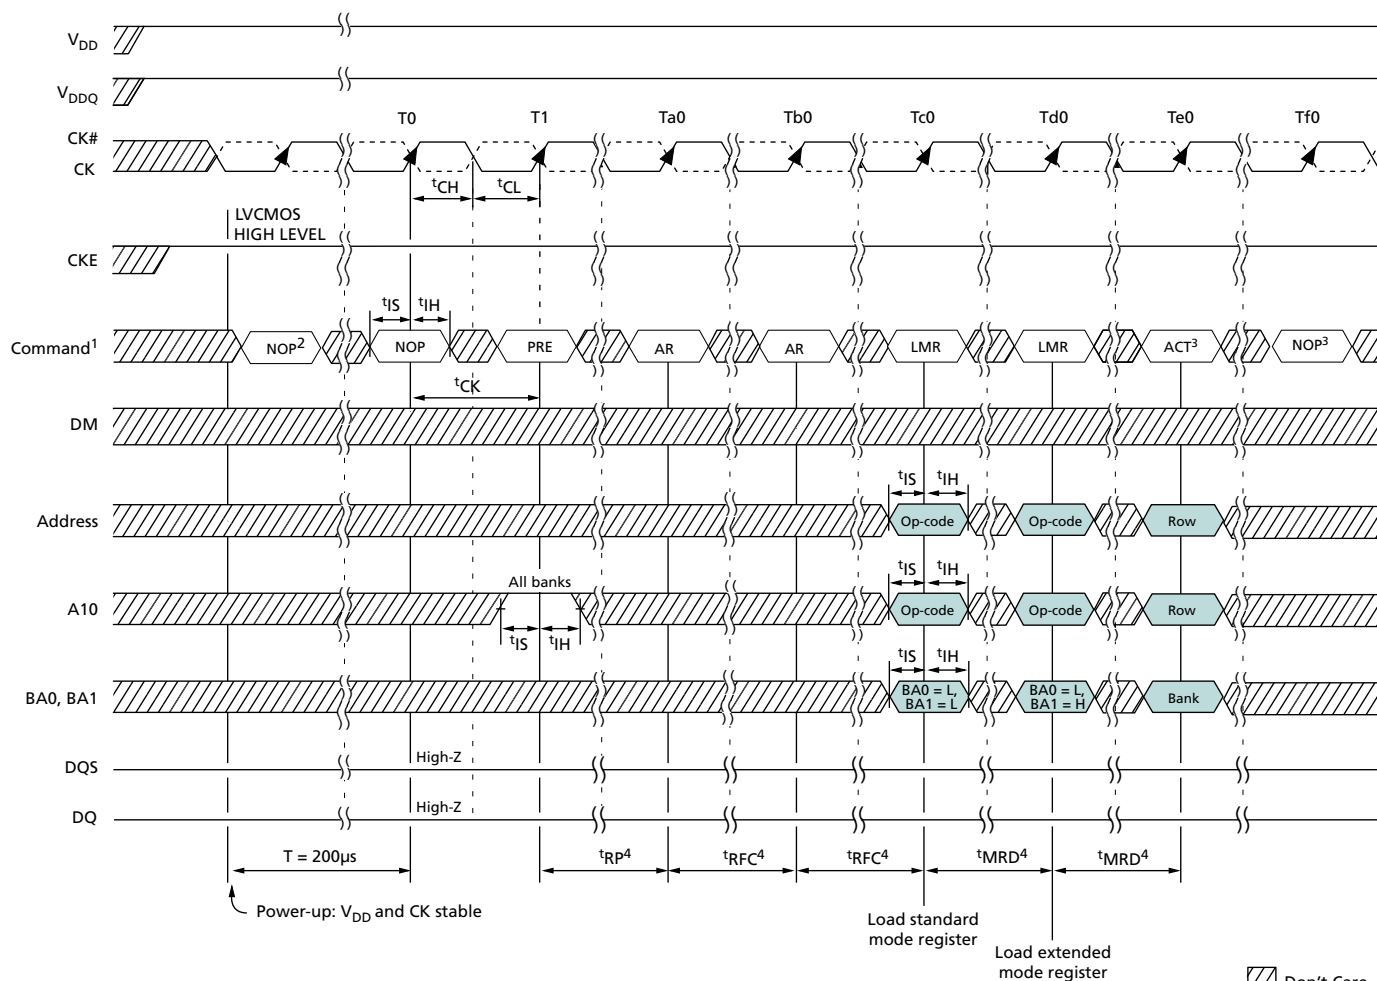 VDD
VDDQ
T0 T1 Ta0 Tb0 Tc0 Td0 Te0 Tf0
CK#
CK
tCH tCL
LVCMOS
HIGH LEVEL
CKE
tIS tIH
Command1 NOP2 NOP PRE AR AR LMR LMR ACT3 NOP3
tCK
DM
tIS tIH
Address Op-code Op-code Row
tIS tIH
All banks
A10 Op-code Op-code Row
tIS tIH
tIS tIH
BA0, BA1 BA0 = L, BA1 = L BA0 = L, BA1 = H Bank
High-Z
DQS
High-Z
DQ
T = 200µs tRP4 tRFC4 tRFC4 tMRD4 tMRD4
Power-up: VDD and CK stable
Load standard
mode register
Load extended
mode register
Don't Care